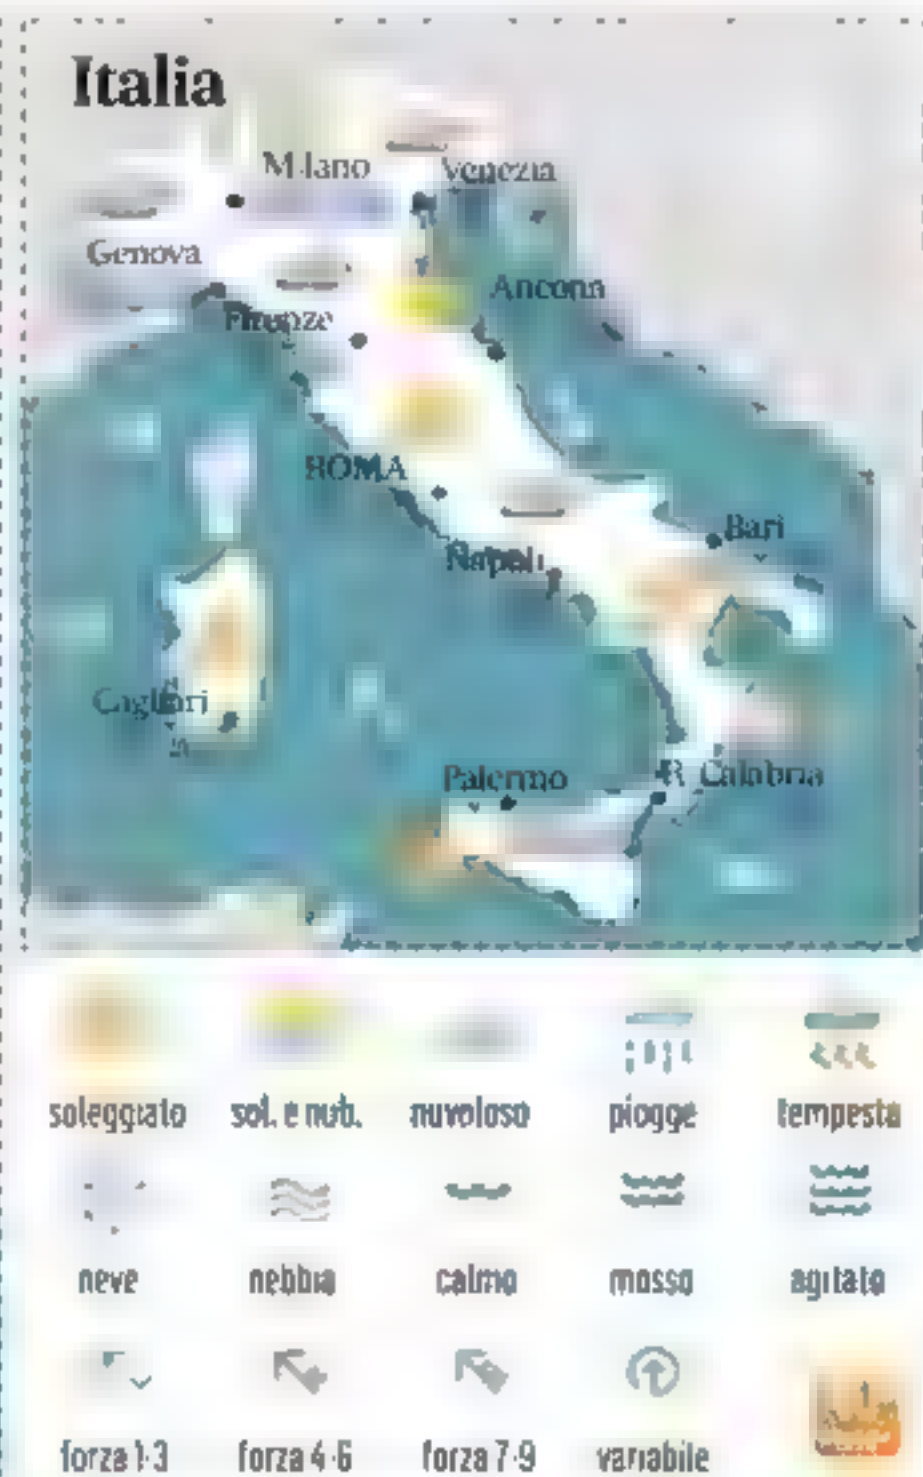 Italia
Milano
Venezia
Genova
Ancona
Firenze
ROMA
Bari
Napoli
Cagliari
Palermo
R Calabria
soleggiato sol. e nub. nuvoloso piogge tempesta
neve nebbia calmo mosso agitato
forza 1-3 forza 4-6 forza 7-9 variabile